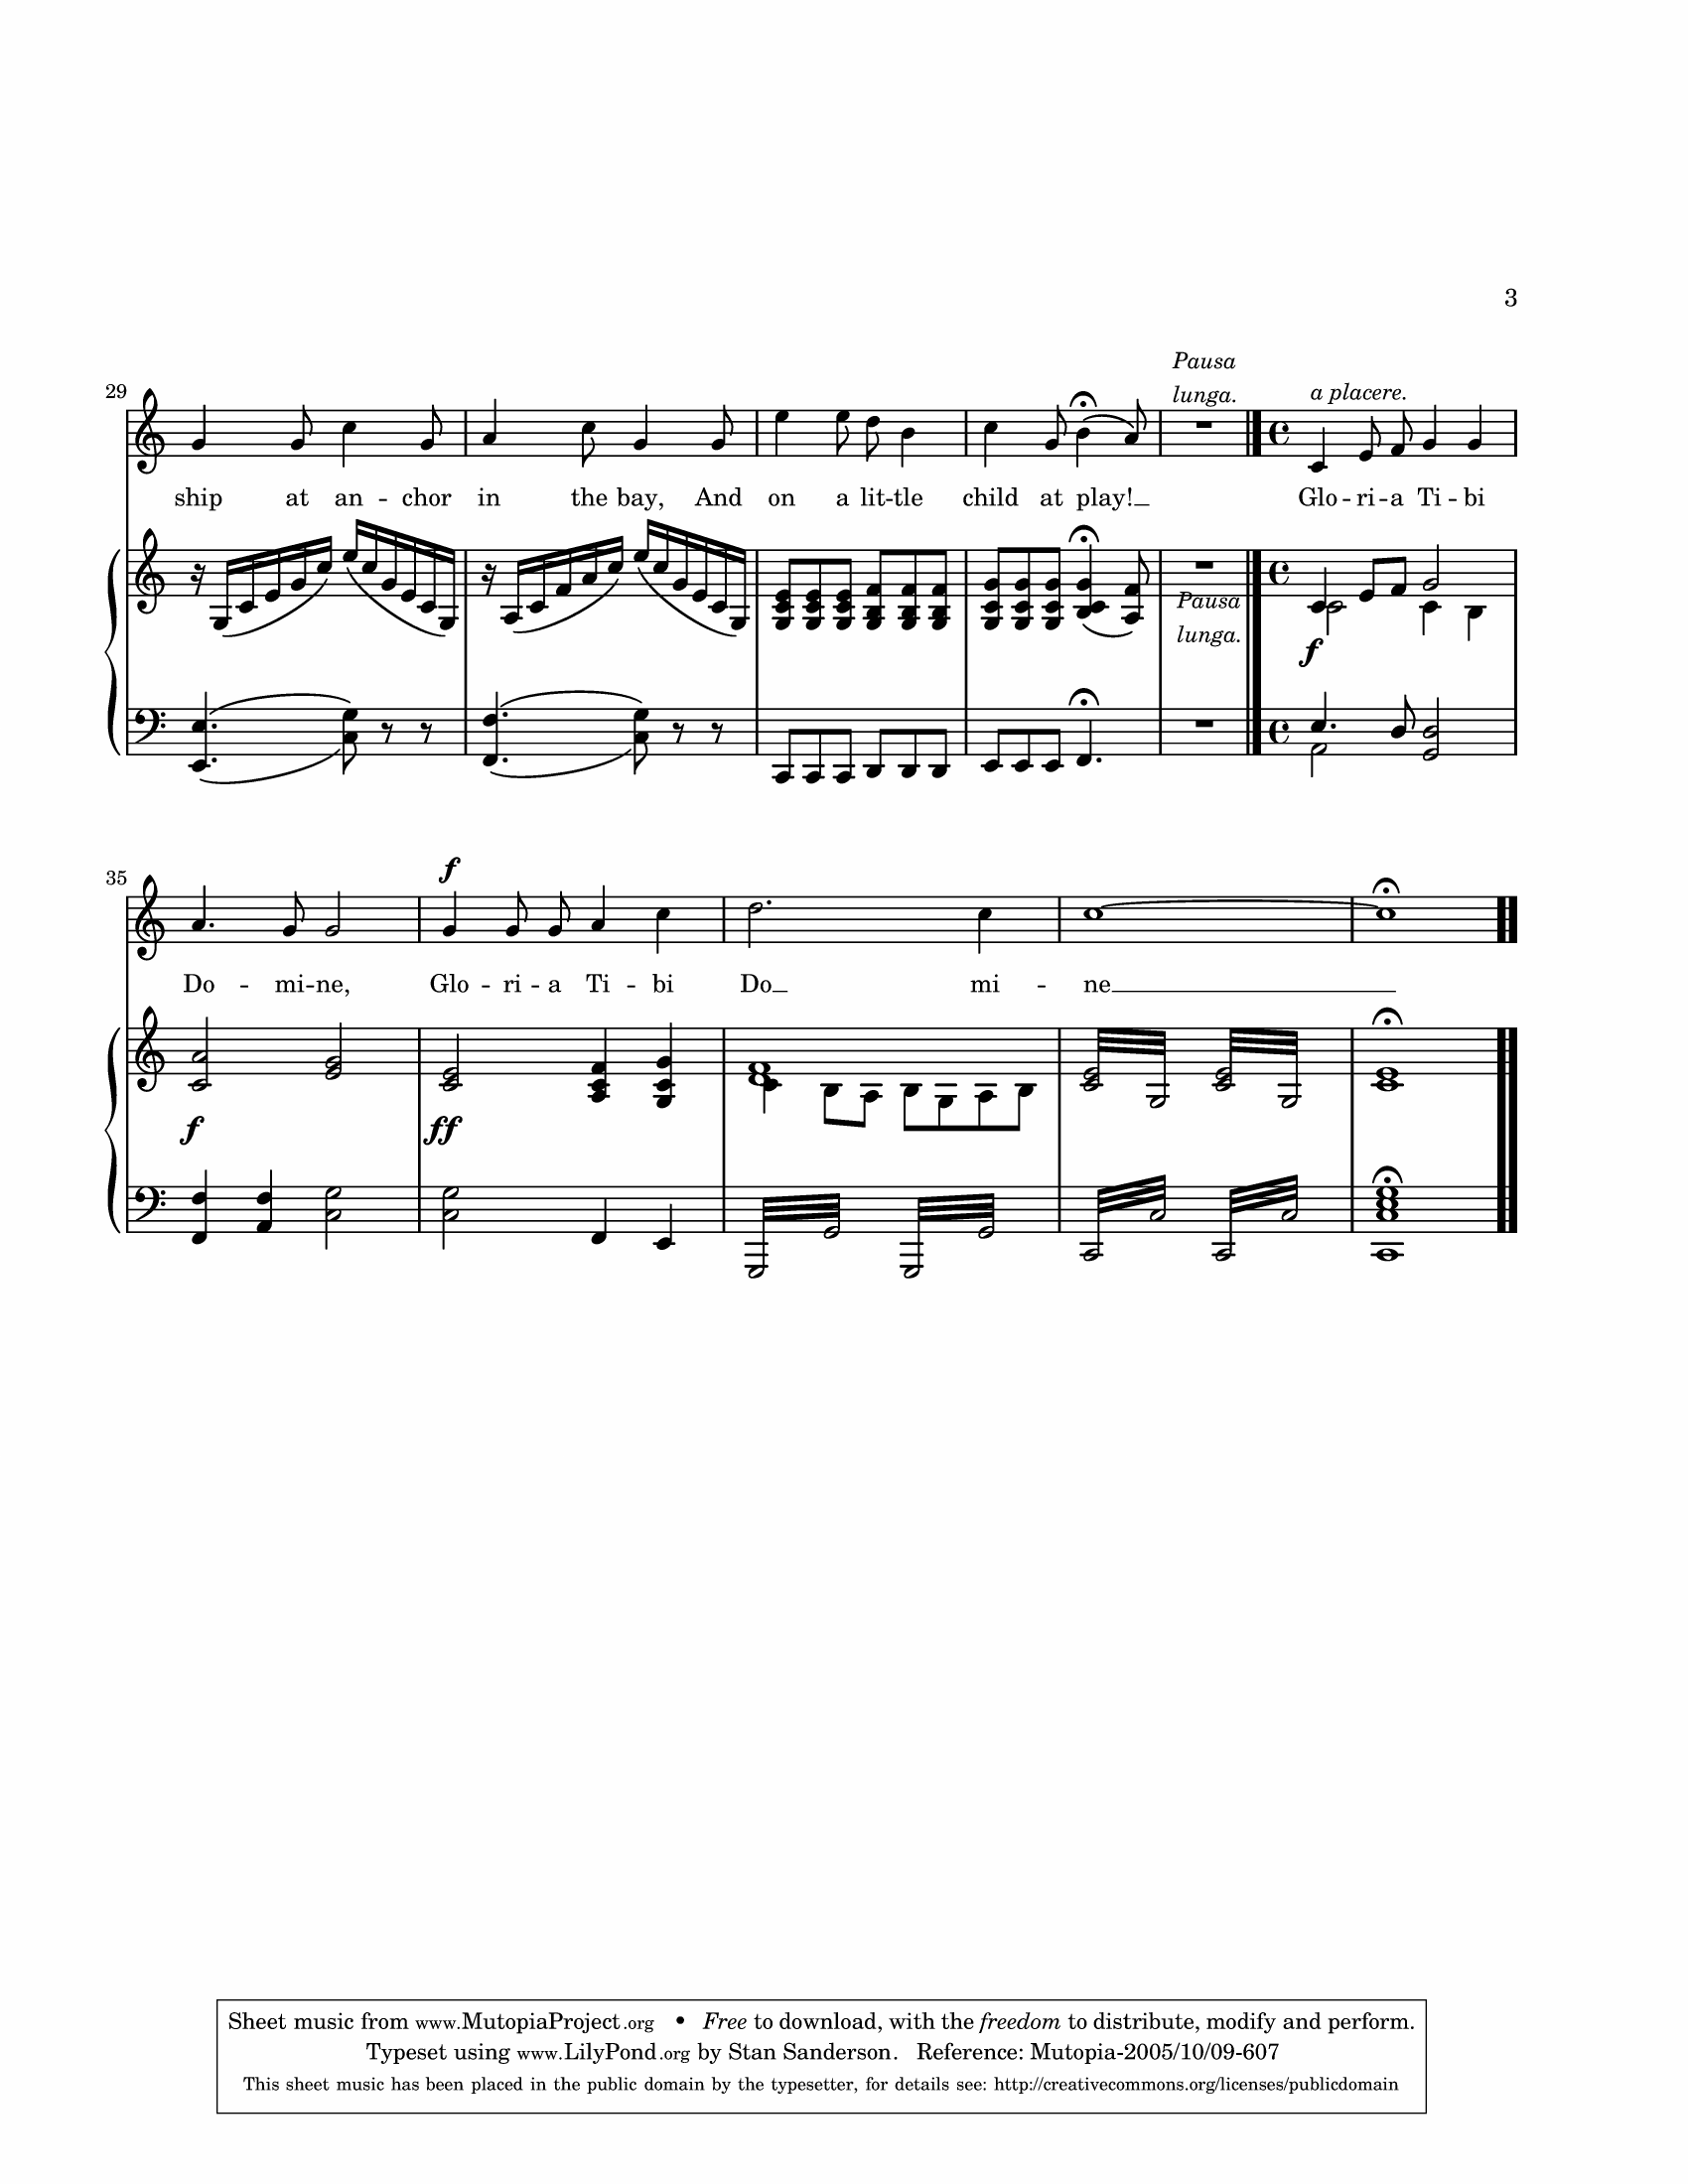 3
Pausa
lunga.
a placere.
29
ship at an -- chor in the bay, And on a lit -- tle child at play! __ Glo -- ri -- a Ti -- bi
Pausa
lunga.
f
f
35
Do -- mi -- ne, Glo -- ri -- a Ti -- bi Do __ mi -- ne __
f ff
Sheet music from www.MutopiaProject.org • Free to download, with the freedom to distribute, modify and perform.
Typeset using www.LilyPond.org by Stan Sanderson. Reference: Mutopia-2005/10/09-607
This sheet music has been placed in the public domain by the typesetter, for details see: http://creativecommons.org/licenses/publicdomain